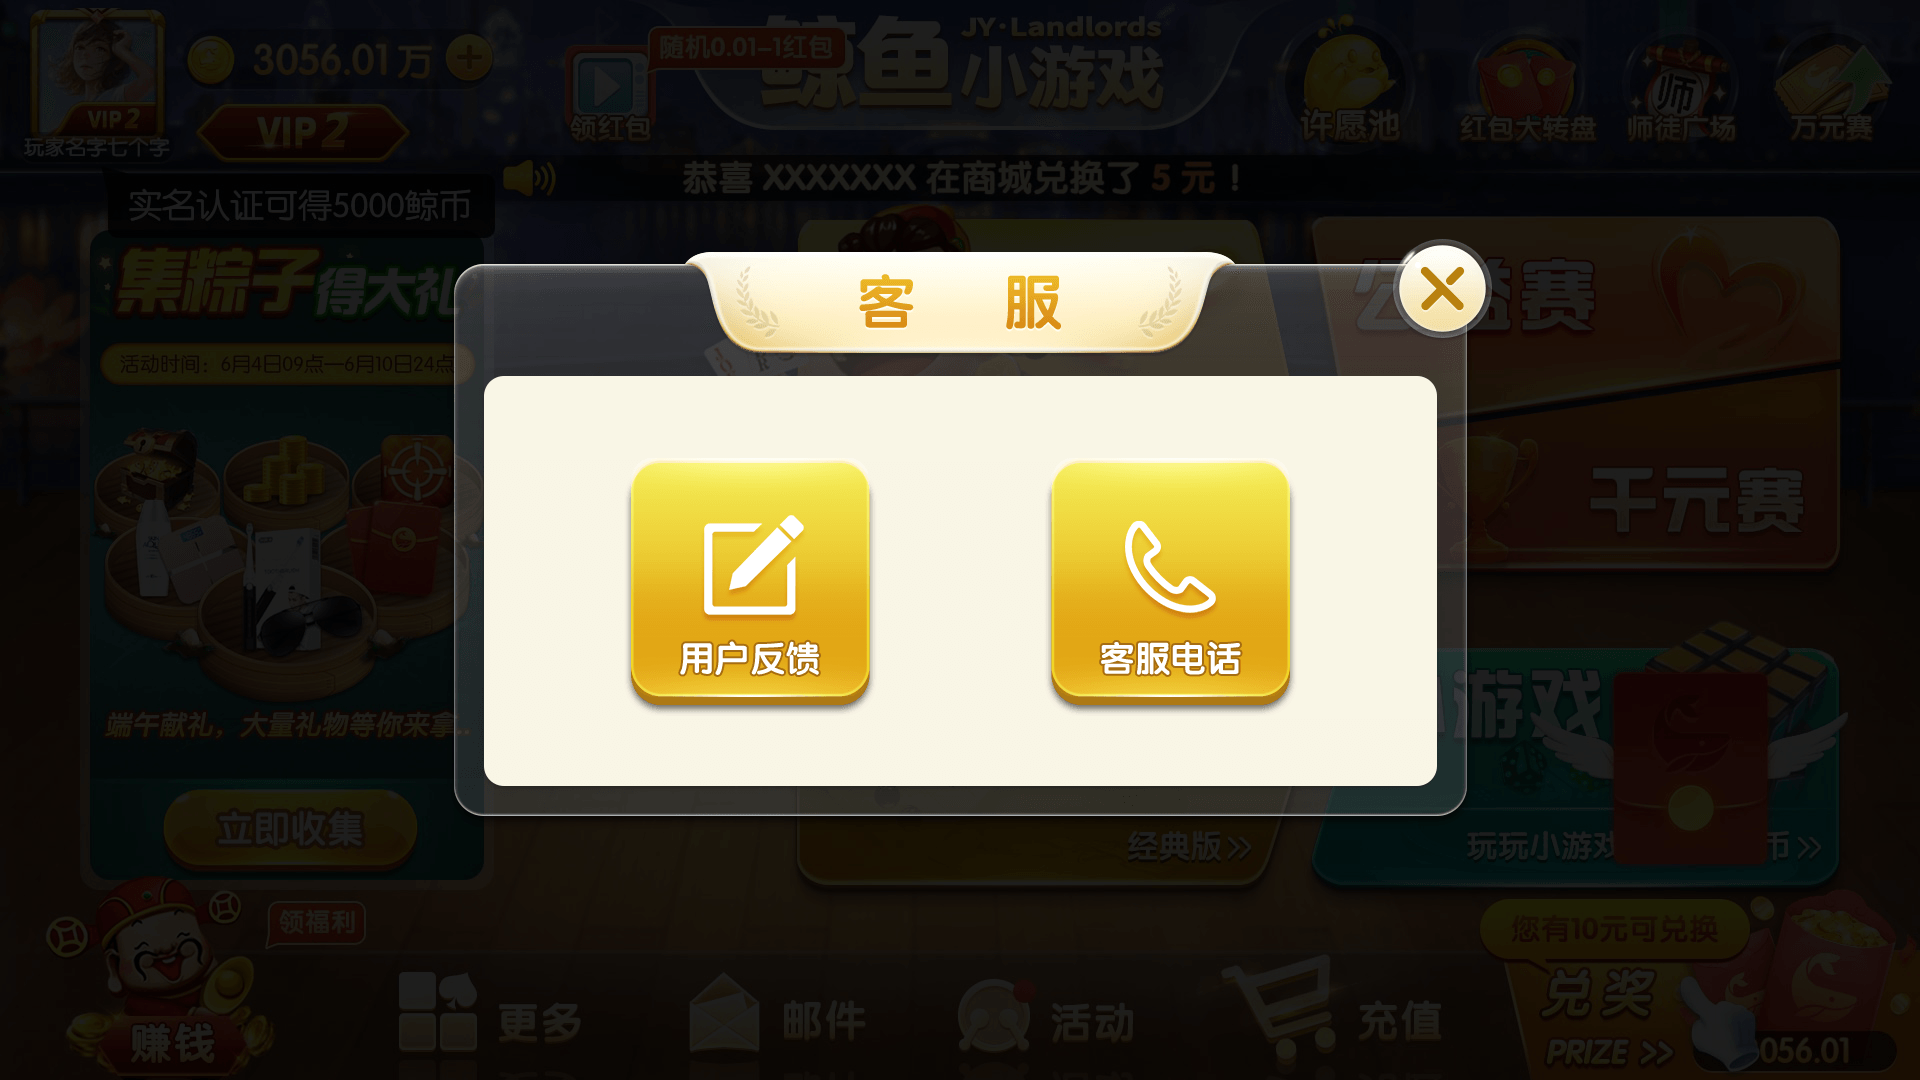 3056.01万
VIP2
玩家名字七个字
VIP2
随机0.01-1红包
领红包
鲸鱼
JY·Landlords
小游戏
许愿池
红包大转盘
师
师徒广场
万元赛
恭喜 XXXXXXX 在商城兑换了 5 元 !
实名认证可得5000鲸币
集粽子得大礼
活动时间：6月4日09点—6月10日24点
端午献礼，大量礼物等你来拿..
立即收集
客 服
用户反馈
客服电话
公益赛
千元赛
游戏
经典版>>
玩玩小游戏
币>>
领福利
赚钱
更多
邮件
活动
充值
您有10元可兑换
兑奖
PRIZE >>
056.01